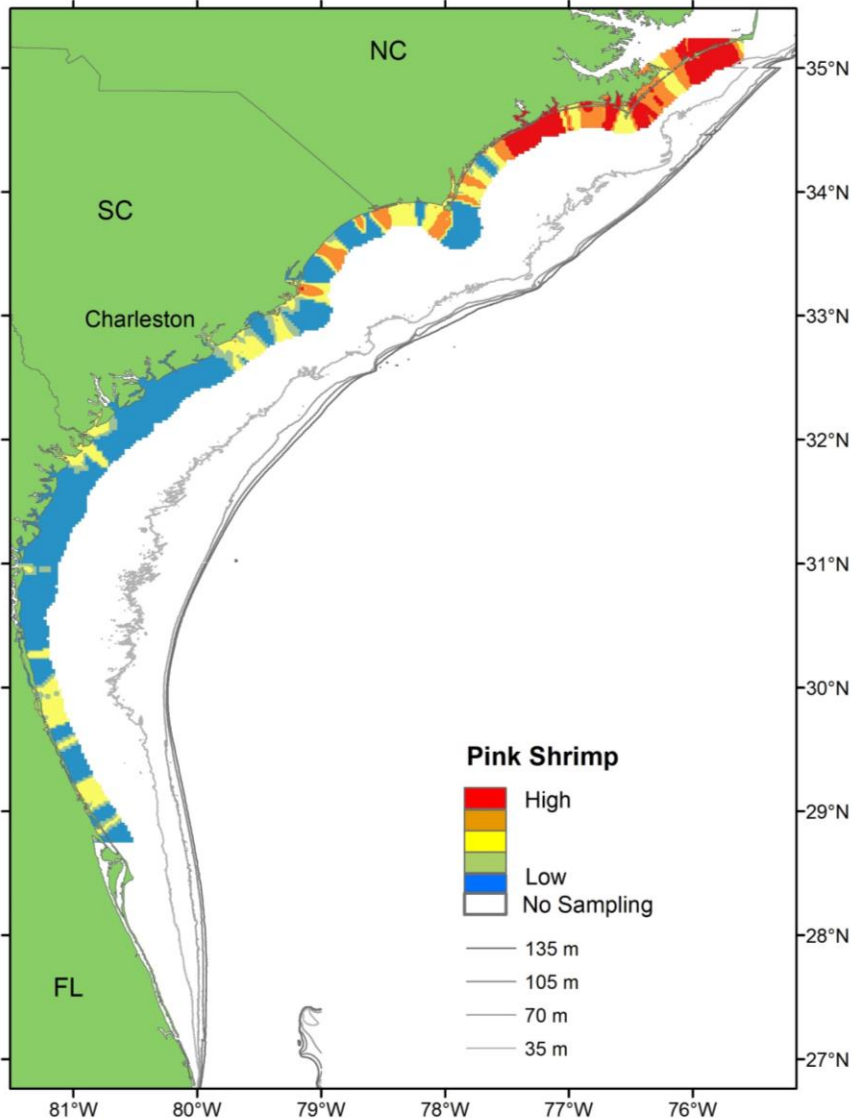 NC
35°N
34°N
SC
Charleston
33°N
32°N
31°N
30°N
Pink Shrimp
High
29°N
Low
No Sampling
28°N
135 m
FL
105 m
70 m
35 m
27°N
81°W 80°W 79°W 78°W 77°W 76°W